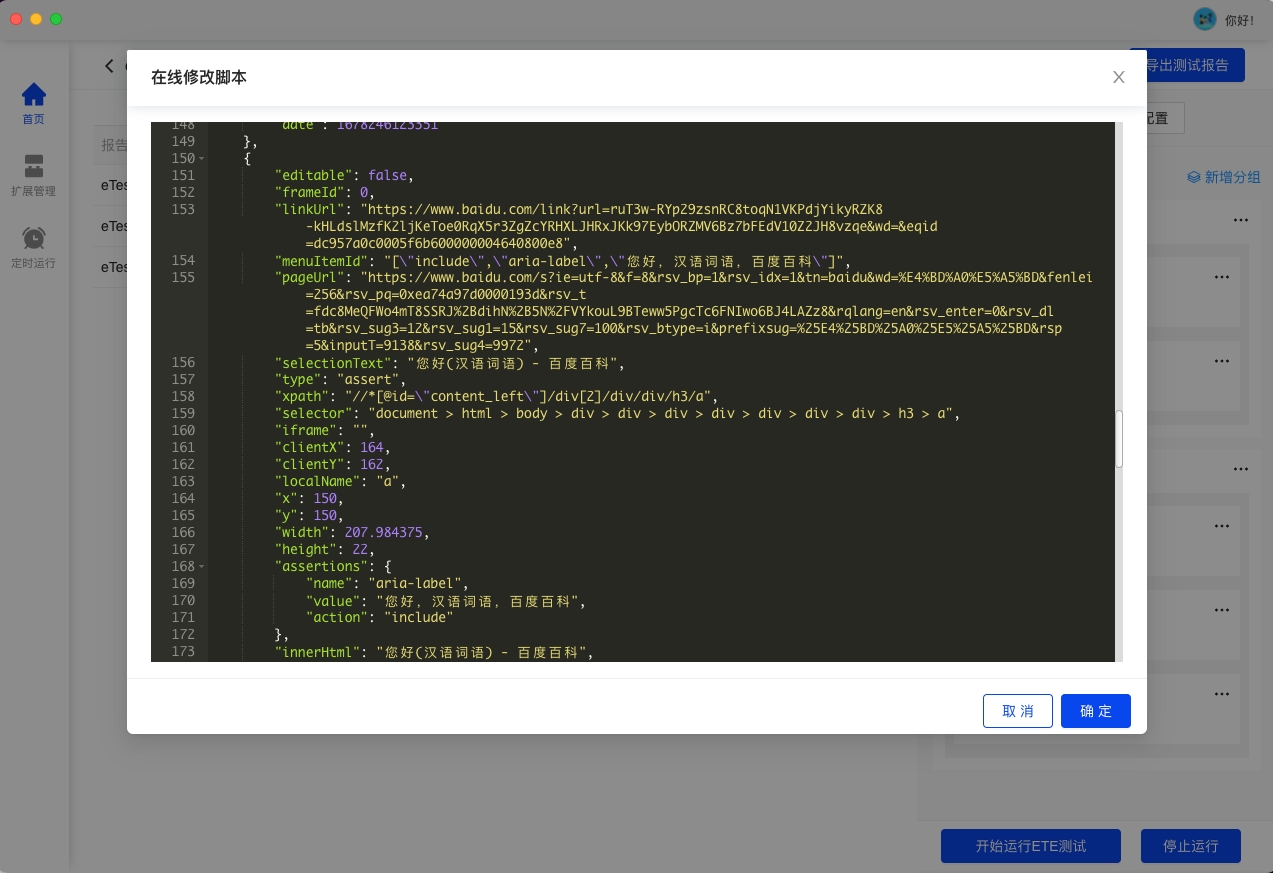 你好！
首页
扩展管理
定时运行
报告
eTes
eTes
eTes
导出测试报告
配置
新增分组
在线修改脚本
148 "date": 1678246123351
149 },
150 {
151 "editable": false,
152 "frameId": 0,
153 "linkUrl": "https://www.baidu.com/link?url=ruT3w-RYp29zsnRC8toqN1VKPdjYikyRZK8
-kHLdslMzfKZljKeToe0RqX5r3ZgZcYRHXLJHRxJKk97EybORZMV6Bz7bFEdV10Z2JH8vzqe&wd=&eqid
=dc957a0c0005f6b600000004640800e8",
154 "menuItemId": "[\"include\",\"aria-label\",\"您好, 汉语词语, 百度百科\"]",
155 "pageUrl": "https://www.baidu.com/s?ie=utf-8&f=8&rsv_bp=1&rsv_idx=1&tn=baidu&wd=%E4%BD%A0%E5%A5%BD&fenlei
=256&rsv_pq=0xea74a97d0000193d&rsv_t
=fdc8MeQFWo4mT8SSRJ%2BdihN%2B5N%2FVYkouL9BTeww5PgcTc6FNIwo6BJ4LAZz8&rqlang=en&rsv_enter=0&rsv_dl
=tb&rsv_sug3=12&rsv_sug1=15&rsv_sug7=100&rsv_btype=i&prefixsug=%25E4%25BD%25A0%25E5%25A5%25BD&rsp
=5&inputT=9138&rsv_sug4=9972",
156 "selectionText": "您好(汉语词语) - 百度百科",
157 "type": "assert",
158 "xpath": "//*[@id=\"content_left\"]/div[2]/div/div/h3/a",
159 "selector": "document > html > body > div > div > div > div > div > div > div > h3 > a",
160 "iframe": "",
161 "clientX": 164,
162 "clientY": 162,
163 "localName": "a",
164 "x": 150,
165 "y": 150,
166 "width": 207.984375,
167 "height": 22,
168 "assertions": {
169 "name": "aria-label",
170 "value": "您好, 汉语词语, 百度百科",
171 "action": "include"
172 },
173 "innerHtml": "您好(汉语词语) - 百度百科",
取 消
确 定
开始运行ETE测试
停止运行